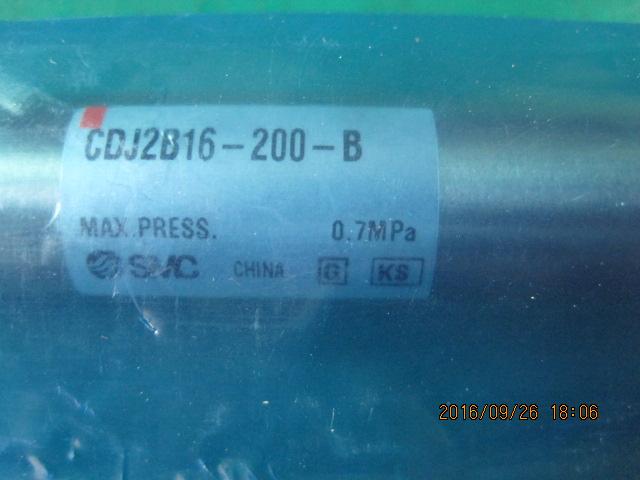 CDJ2B16-200-B
MAX.PRESS. 0.7MPa
SMC CHINA G KS
2016/09/26 18:06